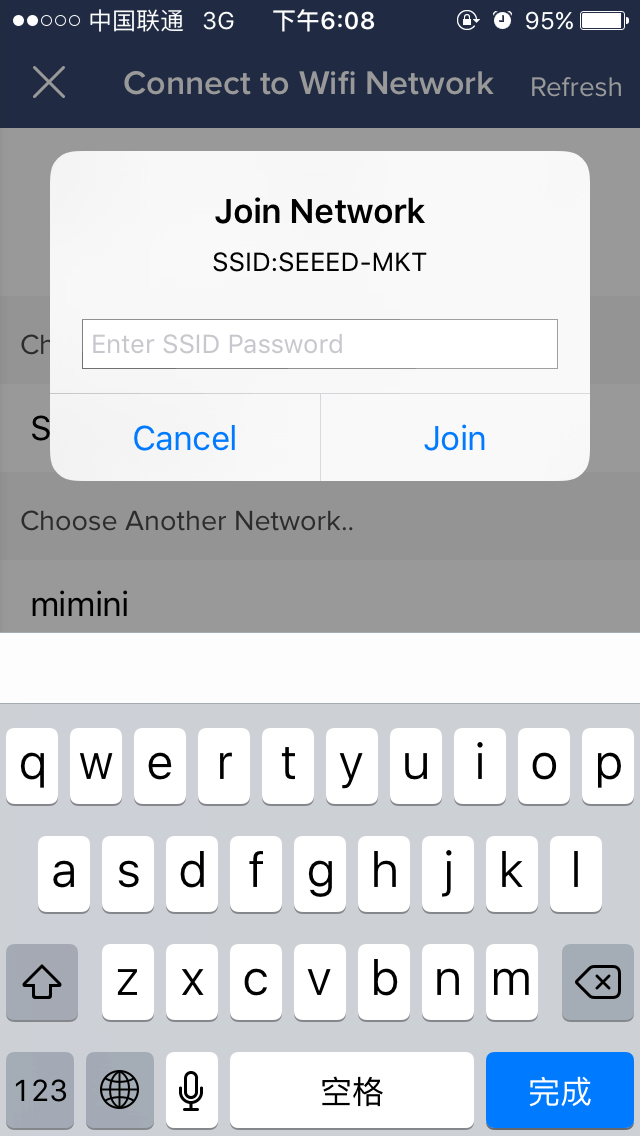 中国联通 3G 下午6:08 95%
Connect to Wifi Network Refresh
Join Network
SSID:SEEED-MKT
Ch
Enter SSID Password
S
Cancel Join
Choose Another Network..
mimini
q w e r t y u i o p
a s d f g h j k l
z x c v b n m
123 空格 完成